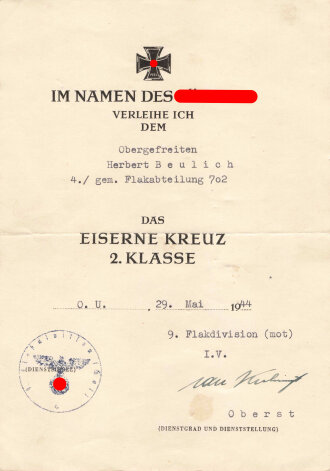 IM NAMEN DES
VERLEIHE ICH
DEM
Obergefreiten
Herbert Beulich
4./ gem. Flakabteilung 7o2
DAS
EISERNE KREUZ
2. KLASSE
O. U. , 29. Mai 1944
9. Flakdivision (mot)
I.V.
(DIENSTSIEGEL)
Oberst
(DIENSTGRAD UND DIENSTSTELLUNG)